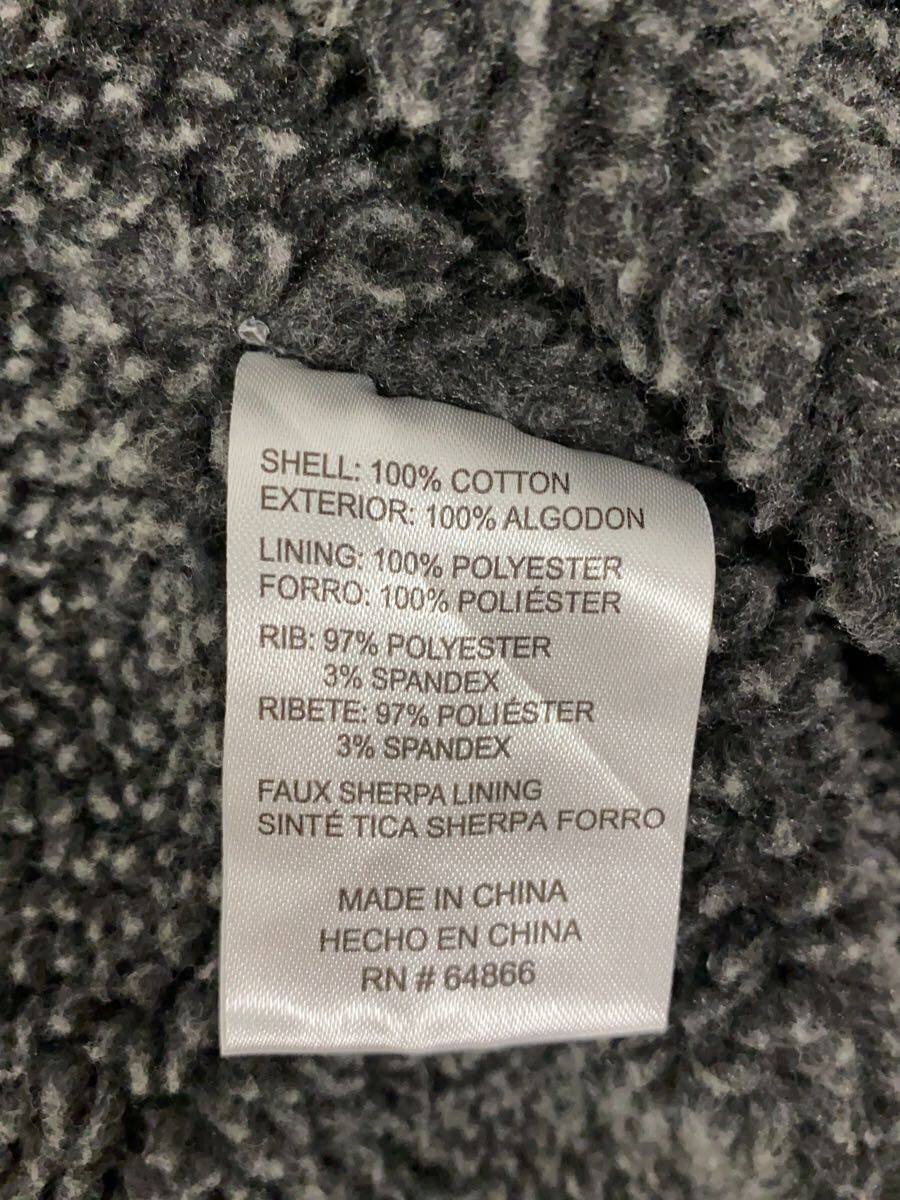 SHELL: 100% COTTON
EXTERIOR: 100% ALGODON
LINING: 100% POLYESTER
FORRO: 100% POLIÉSTER
RIB: 97% POLYESTER
3% SPANDEX
RIBETE: 97% POLIÉSTER
3% SPANDEX
FAUX SHERPA LINING
SINTÉ TICA SHERPA FORRO
MADE IN CHINA
HECHO EN CHINA
RN # 64866